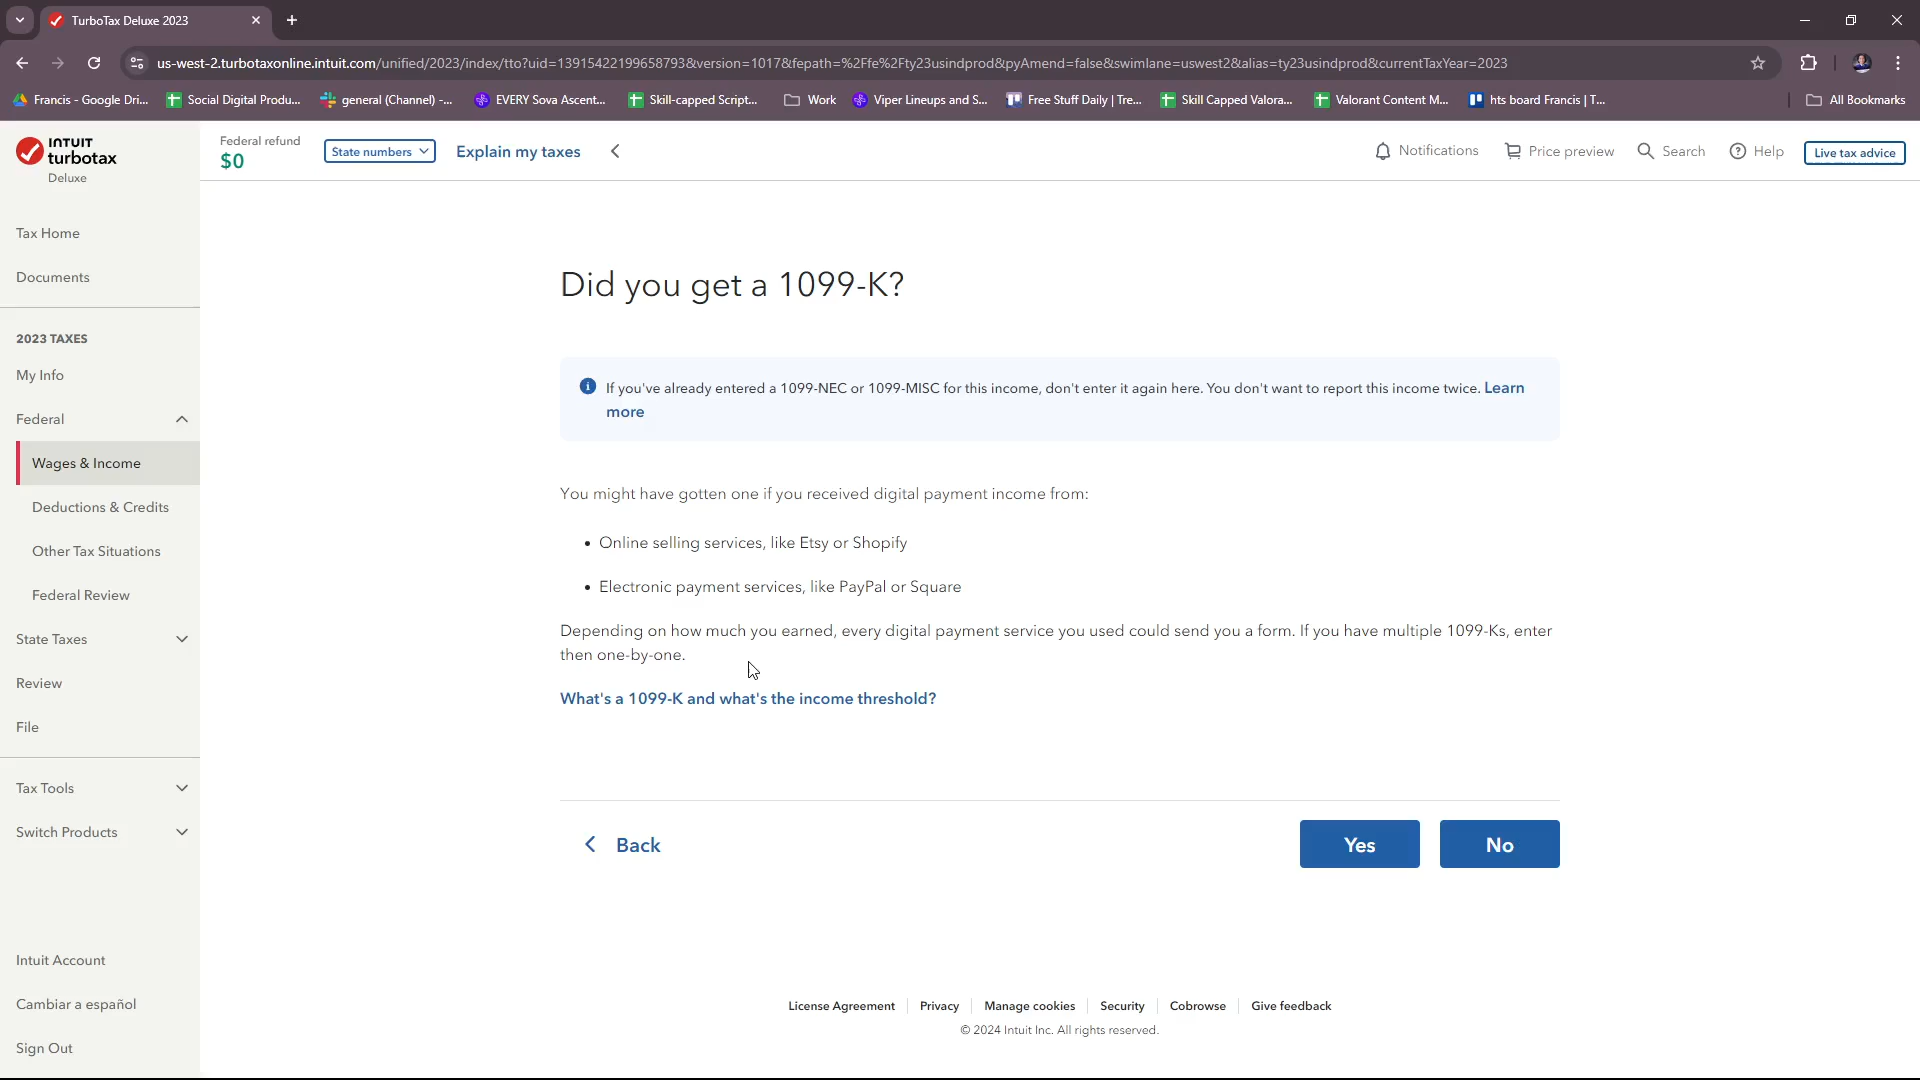 TurboTax Deluxe 2023
us-west-2.turbotaxonline.intuit.com/unified/2023/index/tto?uid=13915422199658793&version=1017&fepath=%2Ffe%2Fty23usindprod&pyAmend=false&swimlane=uswest2&alias=ty23usindprod&currentTaxYear=2023
Francis - Google Dri... Social Digital Produ... general (Channel) -... EVERY Sova Ascent... Skill-capped Script... Work Viper Lineups and S... Free Stuff Daily | Tre... Skill Capped Valora... Valorant Content M... hts board Francis | T... All Bookmarks
INTUIT
turbotax
Deluxe
Federal refund
$0
State numbers
Explain my taxes
Notifications
Price preview
Search
Help
Live tax advice
Tax Home
Documents
2023 TAXES
My Info
Federal
Wages & Income
Deductions & Credits
Other Tax Situations
Federal Review
State Taxes
Review
File
Tax Tools
Switch Products
Intuit Account
Cambiar a español
Sign Out
Did you get a 1099-K?
If you've already entered a 1099-NEC or 1099-MISC for this income, don't enter it again here. You don't want to report this income twice. Learn
more
You might have gotten one if you received digital payment income from:
• Online selling services, like Etsy or Shopify
• Electronic payment services, like PayPal or Square
Depending on how much you earned, every digital payment service you used could send you a form. If you have multiple 1099-Ks, enter
then one-by-one.
What's a 1099-K and what's the income threshold?
Back
Yes
No
License Agreement Privacy Manage cookies Security Cobrowse Give feedback
© 2024 Intuit Inc. All rights reserved.